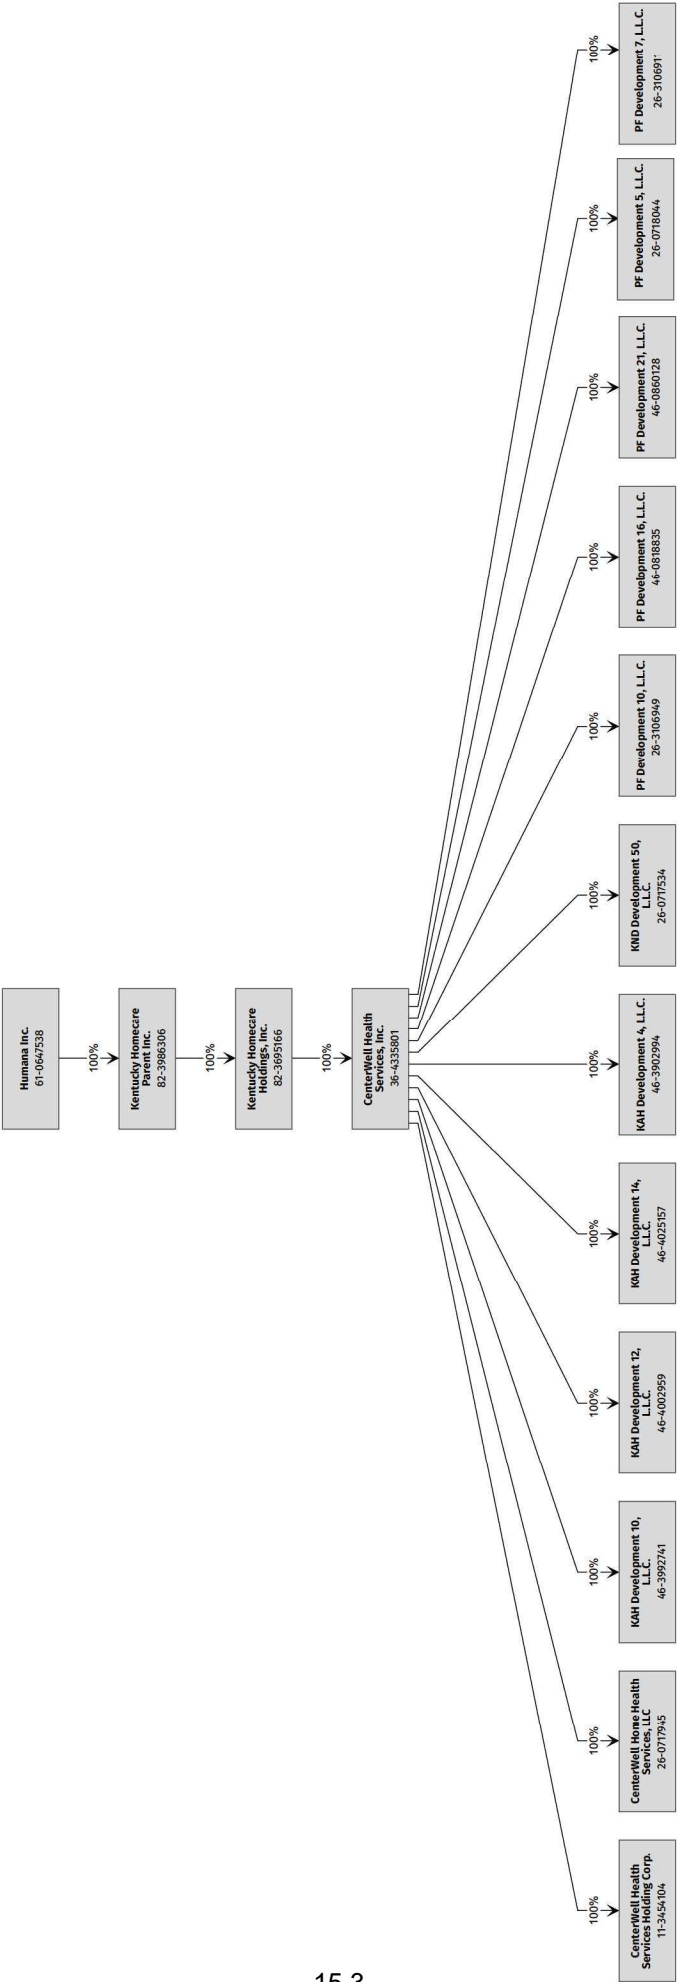 Humana Inc.
61-0647538
100%
Kentucky Homecare
Parent Inc.
82-3986306
100%
Kentucky Homecare
Holdings, Inc.
82-3695166
100%
CenterWell Health
Services, Inc.
36-4335801
100%
CenterWell Health
Services Holding Corp.
11-3454104
100%
CenterWell Home Health
Services, LLC
26-0717945
100%
KAH Development 10,
L.L.C.
46-3992741
100%
KAH Development 12,
L.L.C.
46-4002959
100%
KAH Development 14,
L.L.C.
46-4025157
100%
KAH Development 4, L.L.C.
46-3902994
100%
KND Development 50,
L.L.C.
26-0717534
100%
PF Development 10, L.L.C.
26-3106949
100%
PF Development 16, L.L.C.
46-0818835
100%
PF Development 21, L.L.C.
46-0860128
100%
PF Development 5, L.L.C.
26-0718044
100%
PF Development 7, L.L.C.
26-3106911
15.3